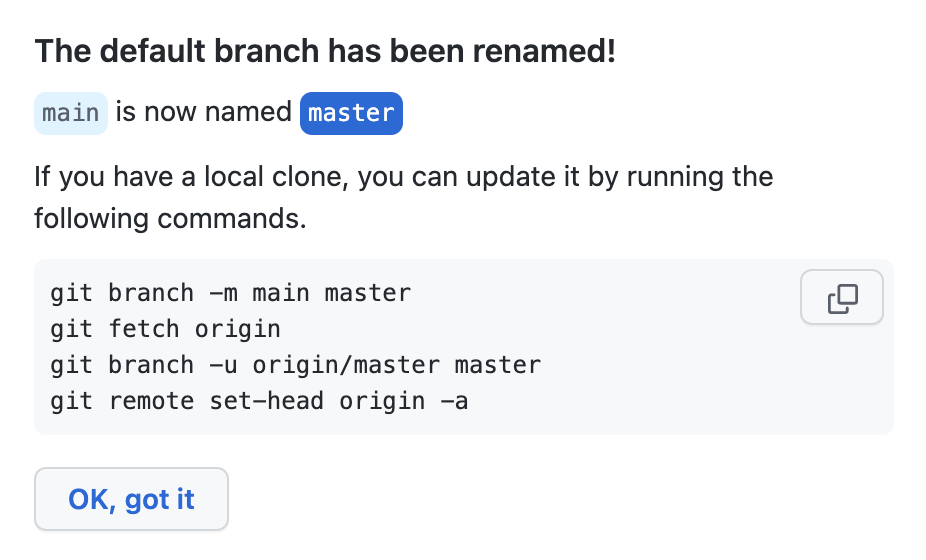 The default branch has been renamed!
main is now named master
If you have a local clone, you can update it by running the
following commands.
git branch -m main master
git fetch origin
git branch -u origin/master master
git remote set-head origin -a
OK, got it